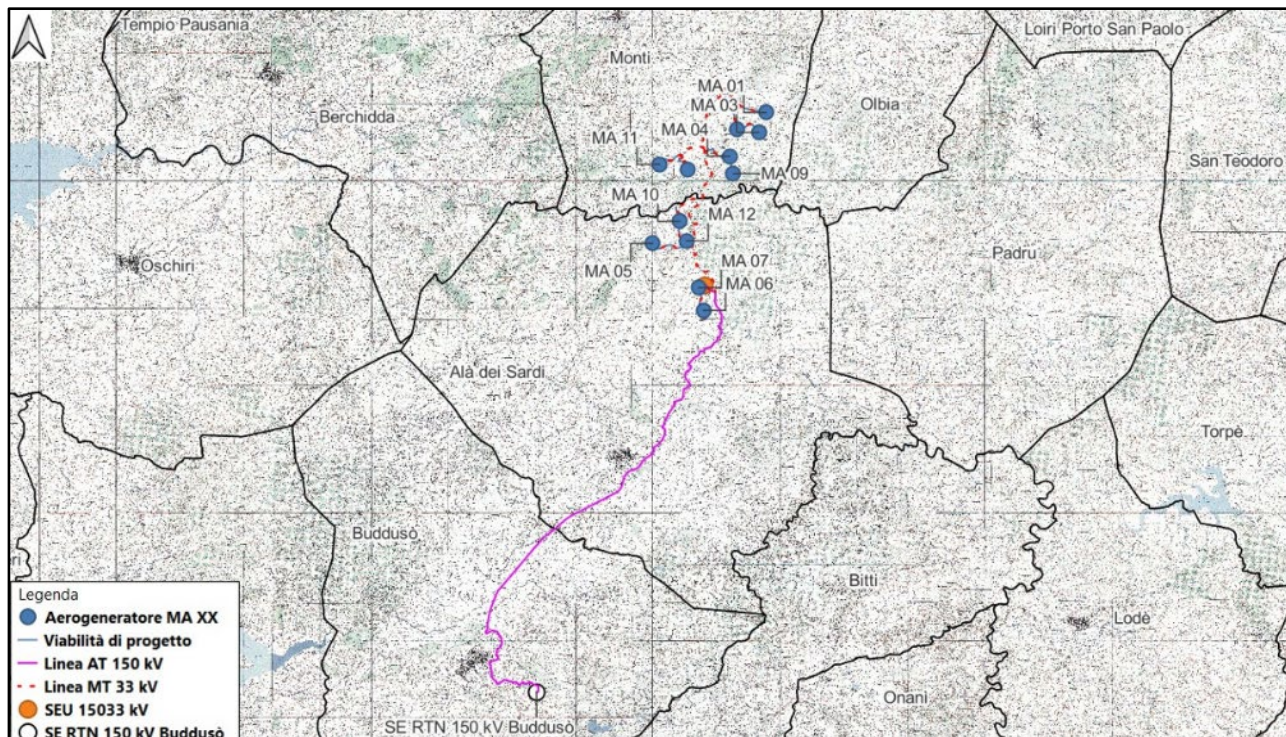 Tempio Pausania
Loiri Porto San Paolo
Monti
MA 01
MA 03
Olbia
Berchidda
MA 04
MA 11
San Teodoro
MA 09
MA 10
MA 12
Oschiri
Padru
MA 05
MA 07
MA 06
Alà dei Sardi
Torpè
Buddusò
Bitti
Lodè
Onanì
SE RTN 150 kV Buddusò
Legenda
Aerogeneratore MA XX
Viabilità di progetto
Linea AT 150 kV
Linea MT 33 kV
SEU 15033 kV
SE RTN 150 kV Buddusò